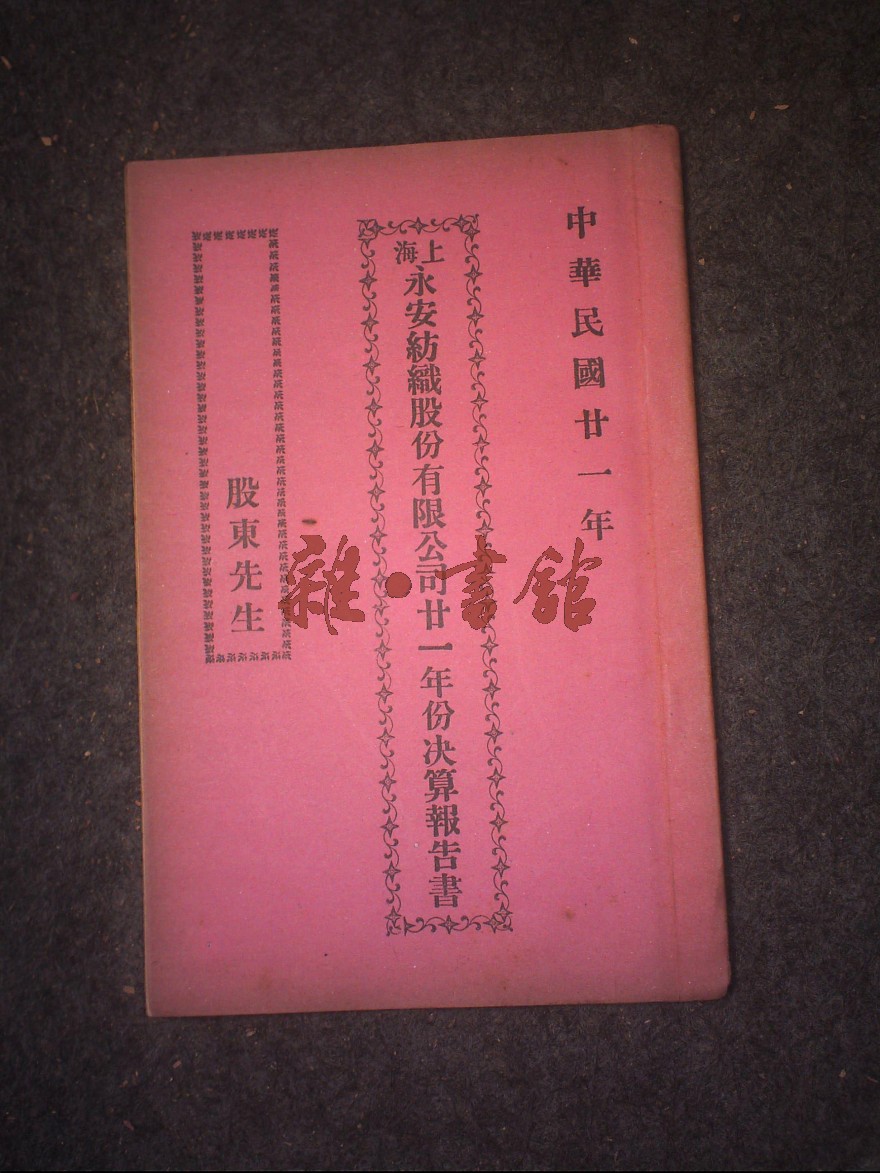 中華民國廿一年
上海永安紡織股份有限公司廿一年份決算報告書
股東先生
雜·書館